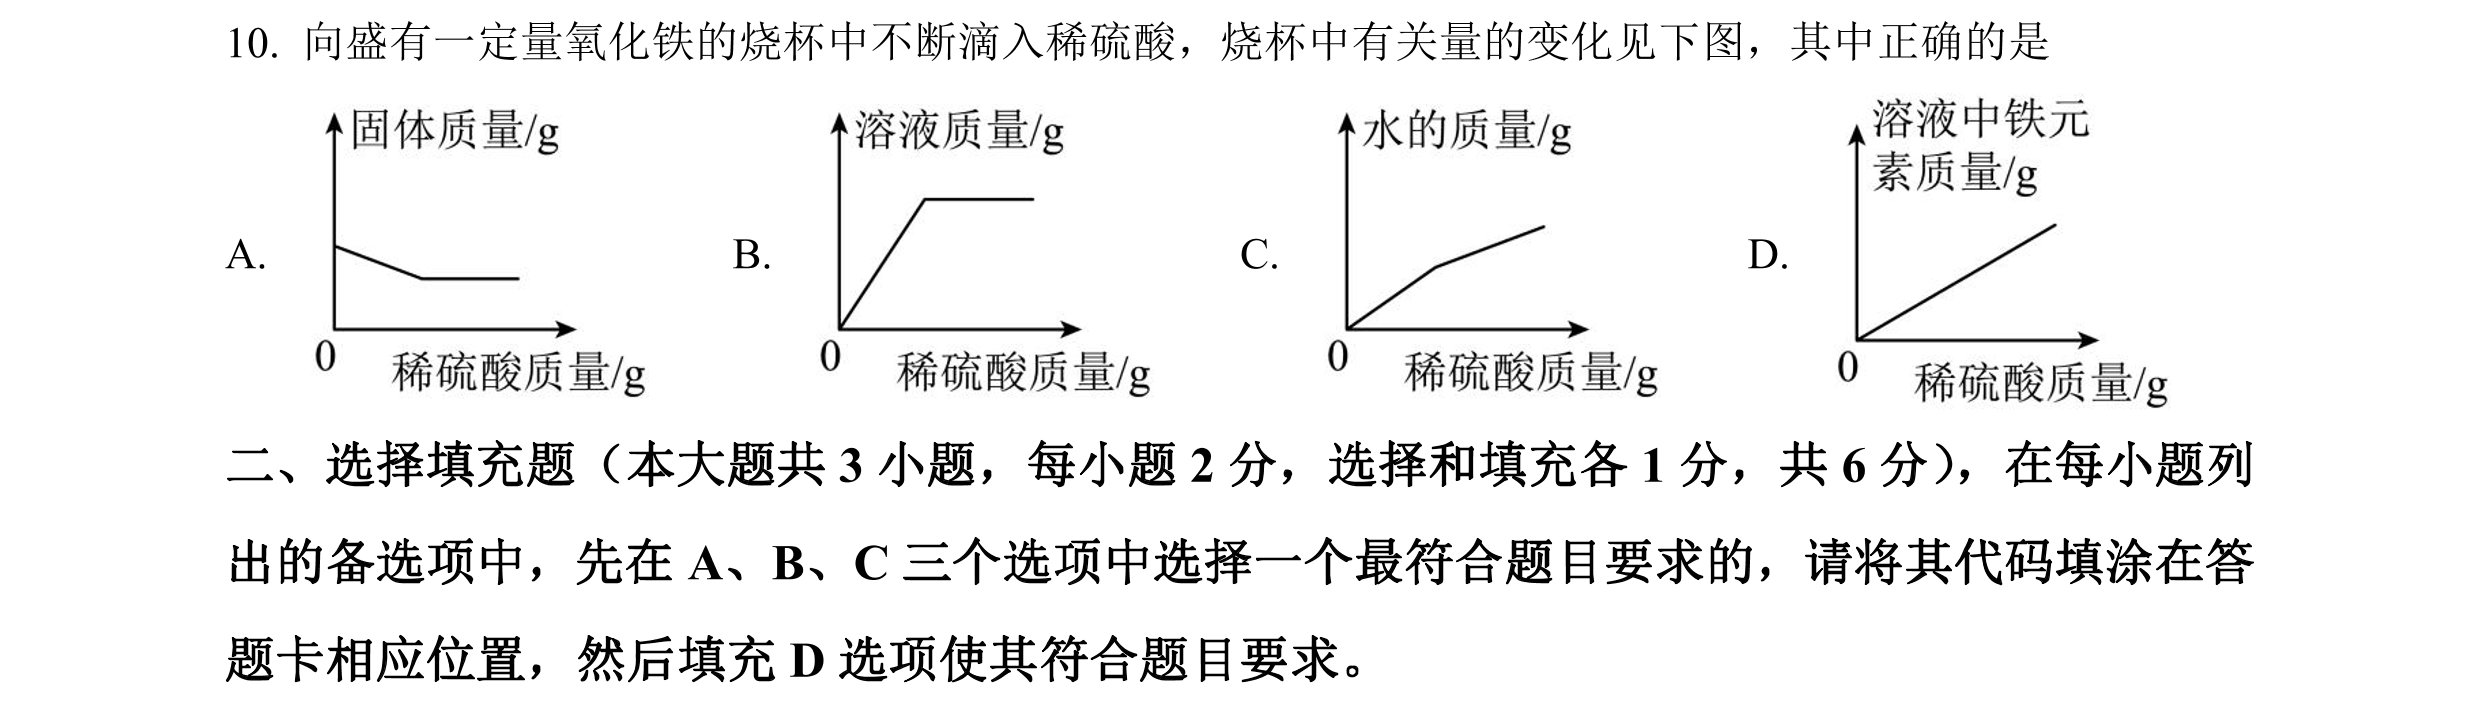 10. 向盛有一定量氧化铁的烧杯中不断滴入稀硫酸，烧杯中有关量的变化见下图，其中正确的是
A.
固体质量/g
0
稀硫酸质量/g
B.
溶液质量/g
0
稀硫酸质量/g
C.
水的质量/g
0
稀硫酸质量/g
D.
溶液中铁元
素质量/g
0
稀硫酸质量/g
二、选择填充题（本大题共 3 小题，每小题 2 分，选择和填充各 1 分，共 6 分），在每小题列
出的备选项中，先在 A、B、C 三个选项中选择一个最符合题目要求的，请将其代码填涂在答
题卡相应位置，然后填充 D 选项使其符合题目要求。